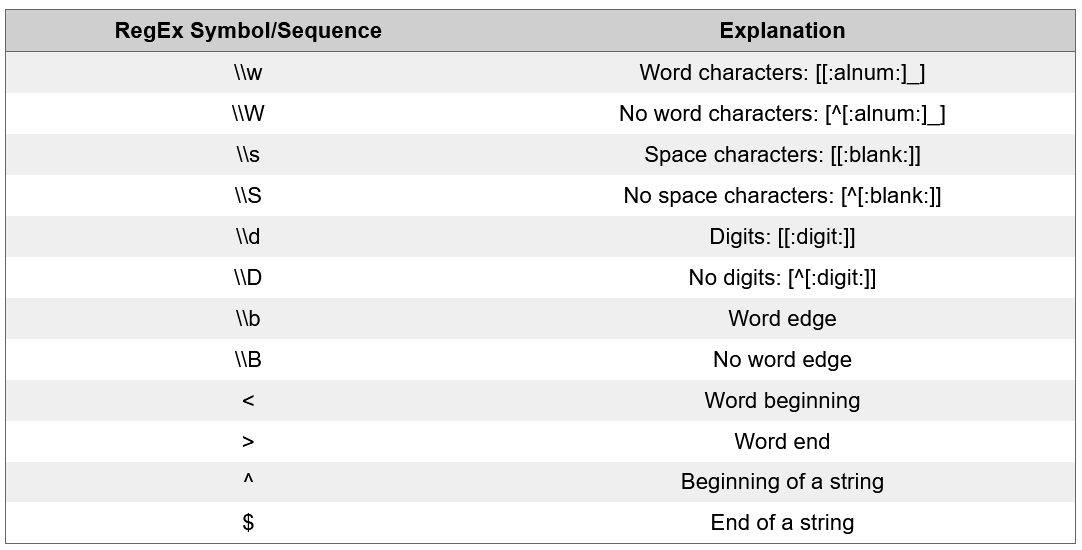 RegEx Symbol/Sequence Explanation
\\w Word characters: [[:alnum:]_]
\\W No word characters: [^[:alnum:]_]
\\s Space characters: [[:blank:]]
\\S No space characters: [^[:blank:]]
\\d Digits: [[:digit:]]
\\D No digits: [^[:digit:]]
\\b Word edge
\\B No word edge
< Word beginning
> Word end
^ Beginning of a string
$ End of a string